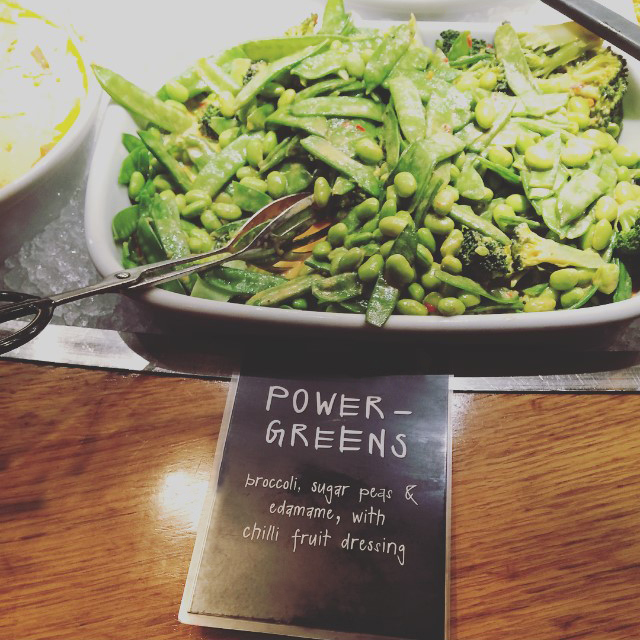 POWER-
GREENS
broccoli, sugar peas &
edamame, with
chilli fruit dressing